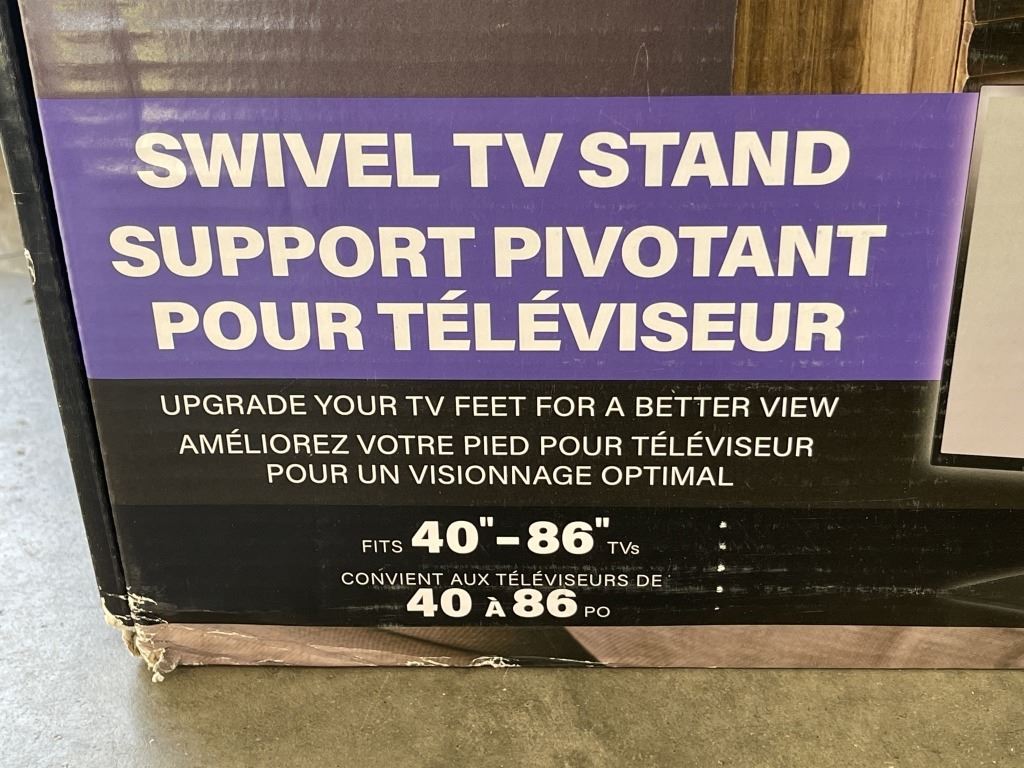 SWIVEL TV STAND
SUPPORT PIVOTANT
POUR TÉLÉVISEUR
UPGRADE YOUR TV FEET FOR A BETTER VIEW
AMÉLIOREZ VOTRE PIED POUR TÉLÉVISEUR
POUR UN VISIONNAGE OPTIMAL
FITS 40"–86" TVs
CONVIENT AUX TÉLÉVISEURS DE
40 À 86 PO